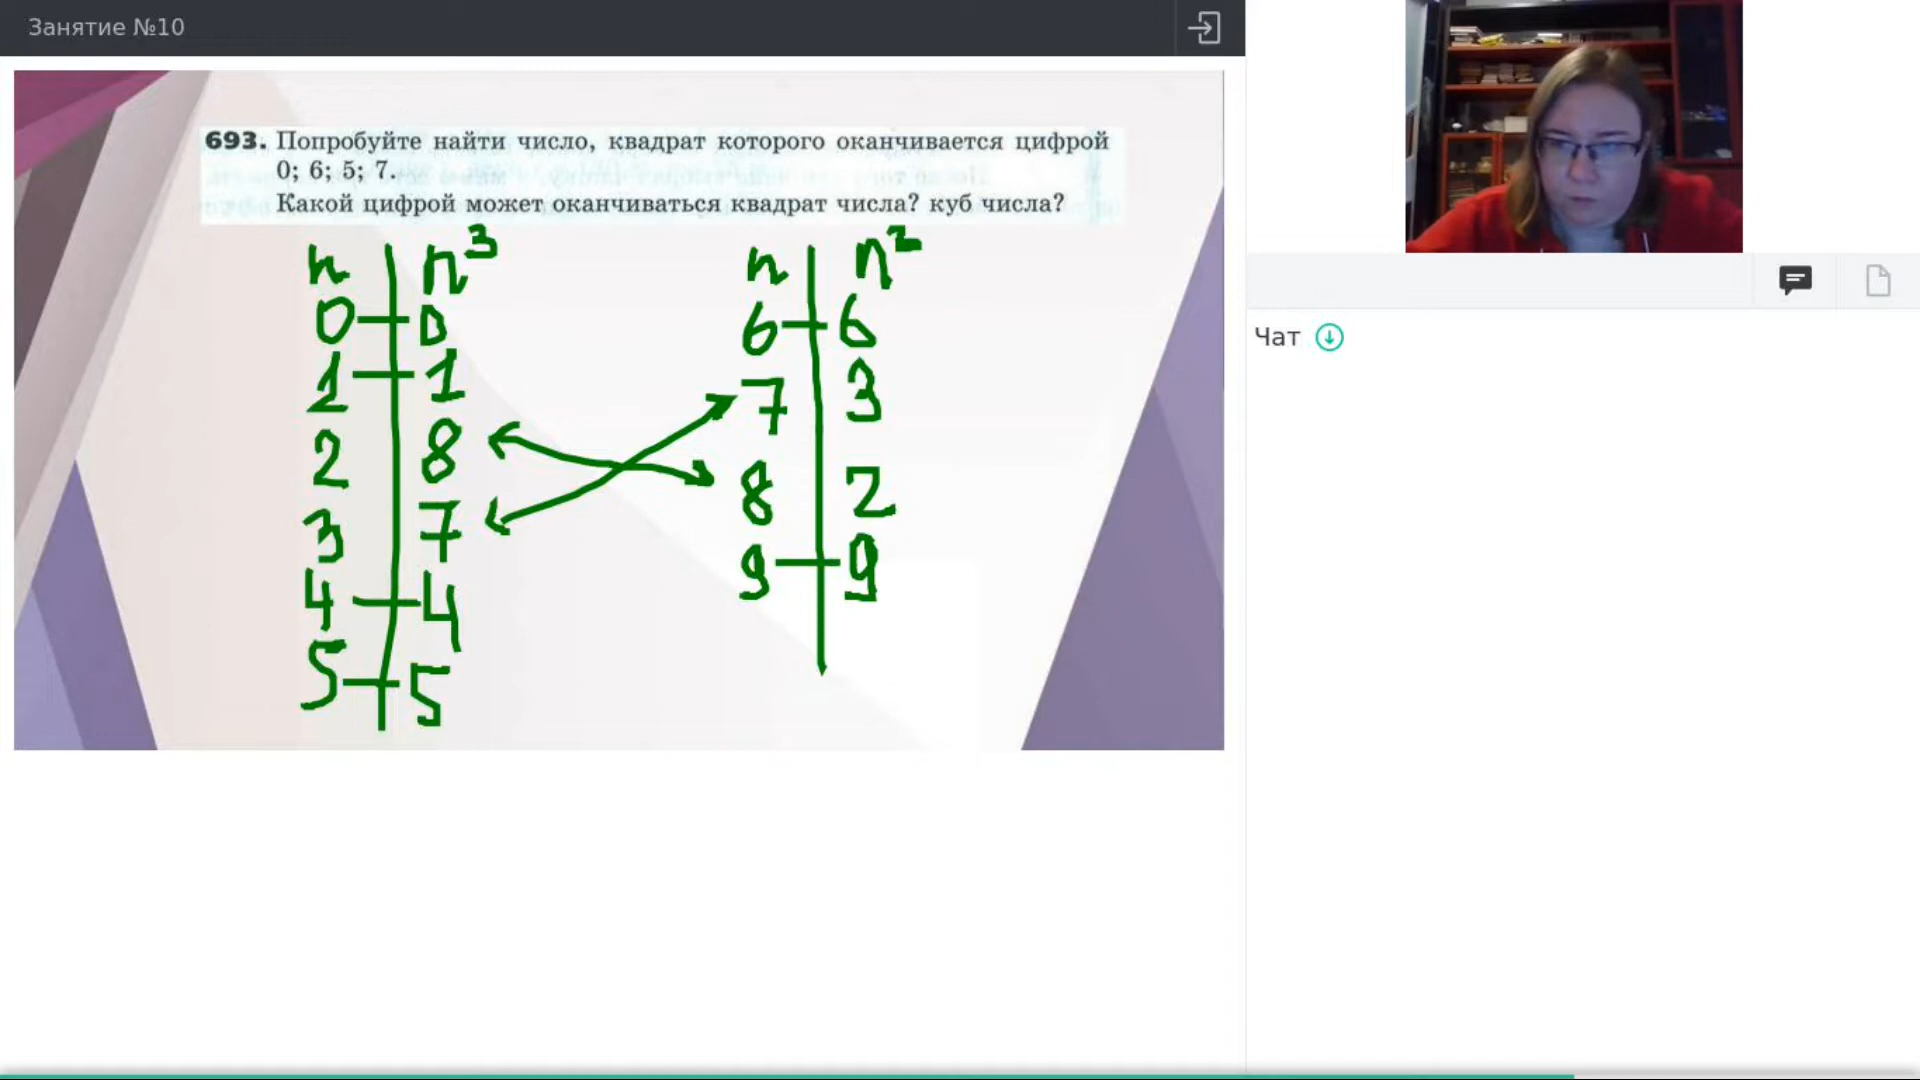 Занятие №10
693. Попробуйте найти число, квадрат которого оканчивается цифрой
0; 6; 5; 7.
Какой цифрой может оканчиваться квадрат числа? куб числа?
n n³
0 0
1 1
2 8
3 7
4 4
5 5
n n²
6 6
7 3
8 2
9 9
Чат